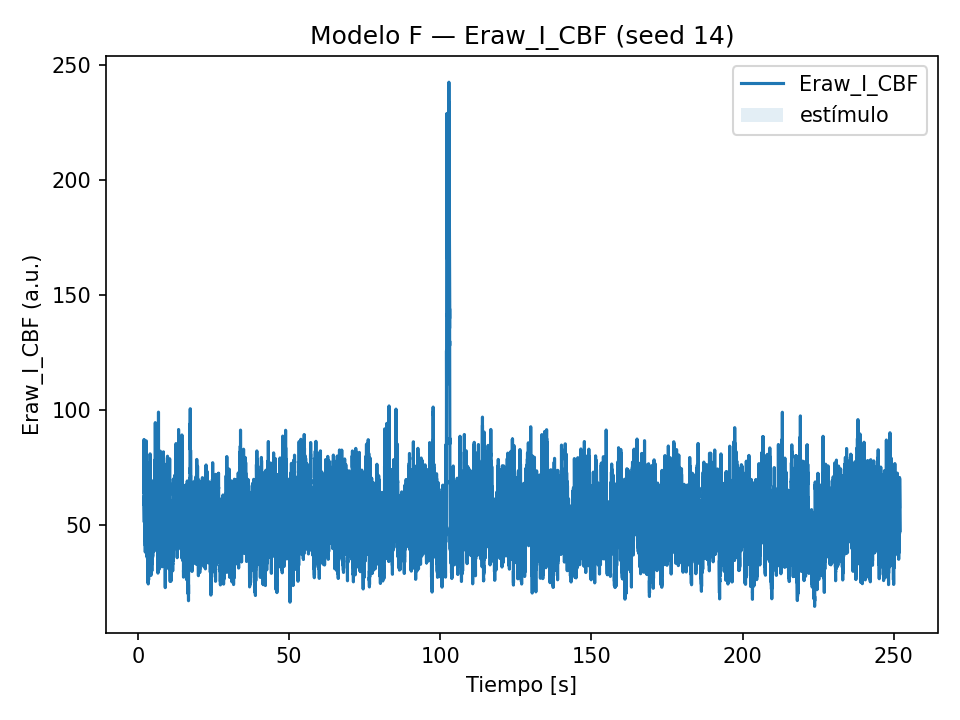 Modelo F — Eraw_I_CBF (seed 14)
250
200
150
100
50
Eraw_I_CBF (a.u.)
Eraw_I_CBF
estímulo
0
50
100
150
200
250
Tiempo [s]